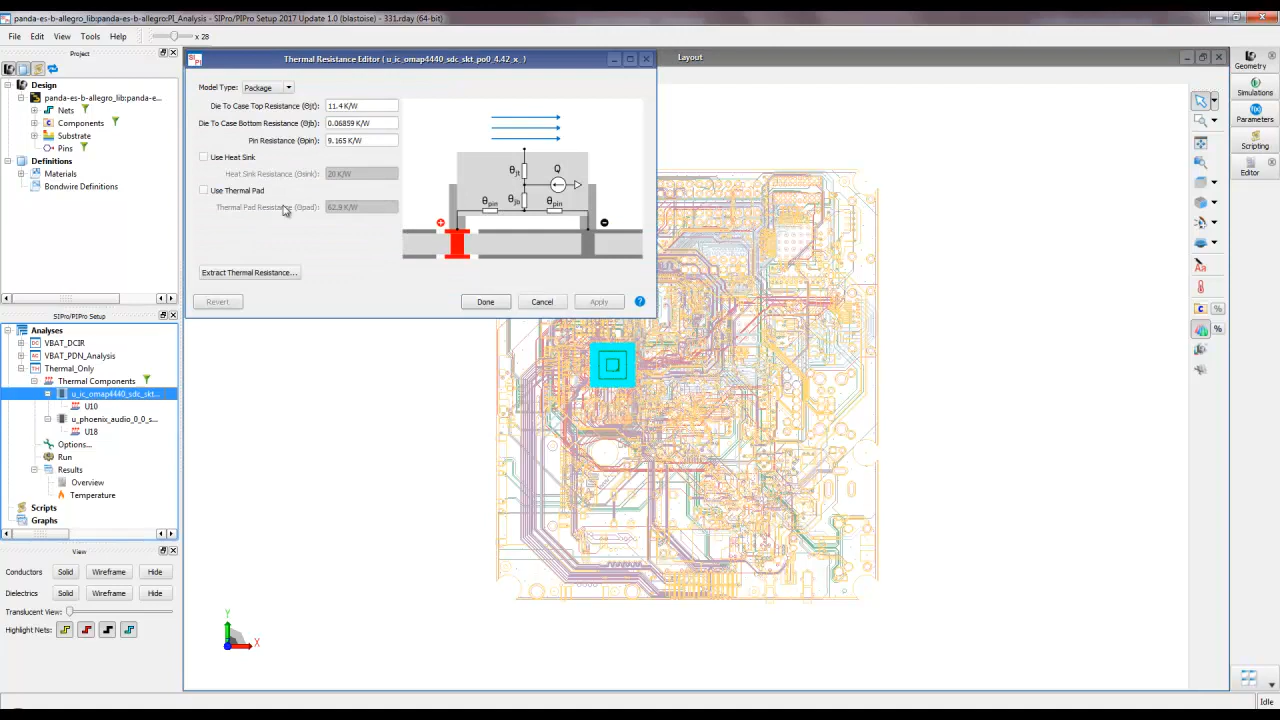 panda-es-b-allegro_lib:panda-es-b-allegro:PI_Analysis - SIPro/PIPro Setup 2017 Update 1.0 (blastoise) - 331.rday (64-bit)
File Edit View Tools Help x 28
Project
Design
panda-es-b-allegro_lib:panda-e...
Nets
Components
Substrate
Pins
Definitions
Materials
Bondwire Definitions
SIPro/PIPro Setup
Analyses
VBAT_DCIR
VBAT_PDN_Analysis
Thermal_Only
Thermal Components
u_ic_omap4440_sdc_skt...
U10
u_phoenix_audio_0_0_s...
U18
Options...
Run
Results
Overview
Temperature
Scripts
Graphs
View
Conductors Solid Wireframe Hide
Dielectrics Solid Wireframe Hide
Translucent View:
Highlight Nets:
Thermal Resistance Editor ( u_ic_omap4440_sdc_skt_po0_4.42_x_ )
Model Type: Package
Die To Case Top Resistance (Θjt): 11.4 K/W
Die To Case Bottom Resistance (Θjb): 0.06859 K/W
Pin Resistance (Θpin): 9.165 K/W
Use Heat Sink
Heat Sink Resistance (Θsink): 20 K/W
Use Thermal Pad
Thermal Pad Resistance (Θpad): 62.9 K/W
Extract Thermal Resistance...
Revert Done Cancel Apply
θjt Q
θpin θjb θpin
Layout
Y
X
Geometry
Simulations
Parameters
Scripting
Editor
Idle